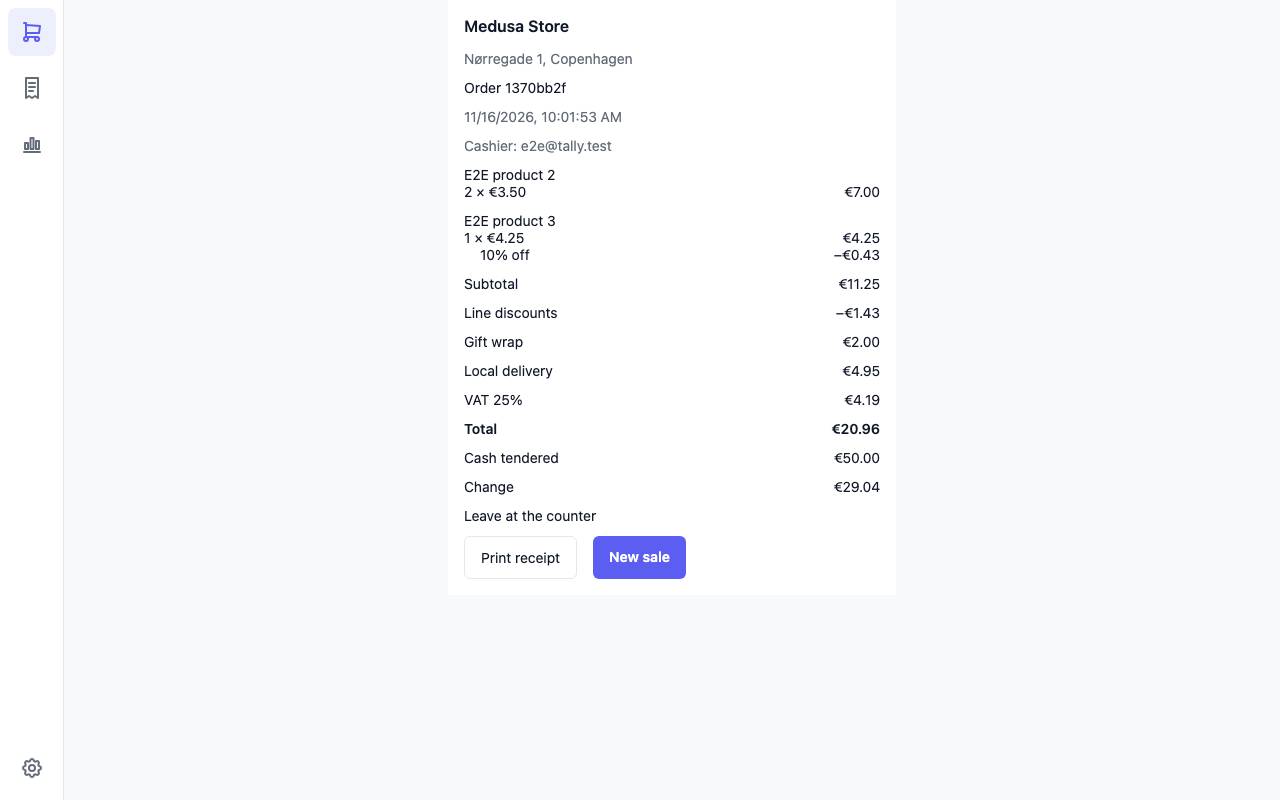 Medusa Store
Nørregade 1, Copenhagen
Order 1370bb2f
11/16/2026, 10:01:53 AM
Cashier: e2e@tally.test
E2E product 2
2 × €3.50 €7.00
E2E product 3
1 × €4.25 €4.25
10% off −€0.43
Subtotal €11.25
Line discounts −€1.43
Gift wrap €2.00
Local delivery €4.95
VAT 25% €4.19
Total €20.96
Cash tendered €50.00
Change €29.04
Leave at the counter
Print receipt New sale